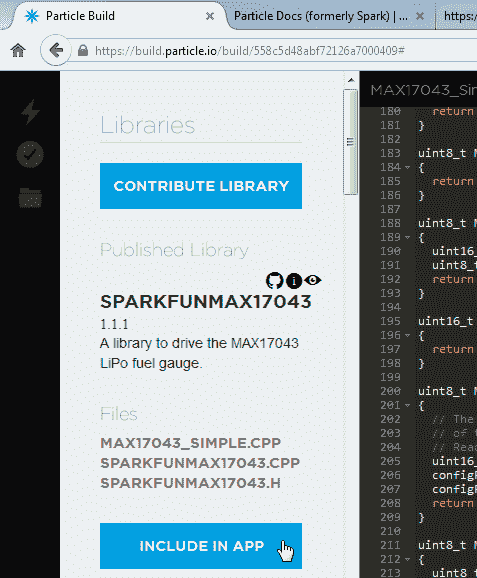 Particle Build
Particle Docs (formerly Spark) | ...
https:/
https://build.particle.io/build/558c5d48abf72126a7000409#
Libraries
CONTRIBUTE LIBRARY
Published Library
SPARKFUNMAX17043
1.1.1
A library to drive the MAX17043
LiPo fuel gauge.
Files
MAX17043_SIMPLE.CPP
SPARKFUNMAX17043.CPP
SPARKFUNMAX17043.H
INCLUDE IN APP
MAX17043_Sim
180 return
181 }
182
183 uint8_t M
184 {
185 return
186 }
187
188 uint8_t M
189 {
190 uint16_
191 uint8_t
192 return
193 }
194
195 uint16_t
196 {
197 return
198 }
199
200 uint8_t M
201 {
202 // The
203 // of t
204 // Rea
205 uint16_
206 configR
207 configR
208 return
209 }
210
211 uint8_t M
212 {
213 uint8_t